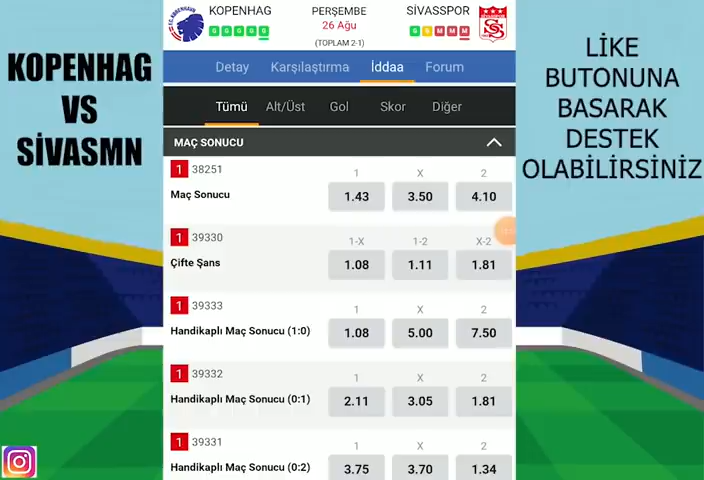 KOPENHAG
VS
SİVASMN
KOPENHAG
G G G G G
PERŞEMBE
26 Ağu
(TOPLAM 2-1)
SİVASSPOR
G B M M M
Detay Karşılaştırma İddaa Forum
Tümü Alt/Üst Gol Skor Diğer
MAÇ SONUCU
1 38251 1 X 2
Maç Sonucu 1.43 3.50 4.10
1 39330 1-X 1-2 X-2
Çifte Şans 1.08 1.11 1.81
1 39333 1 X 2
Handikaplı Maç Sonucu (1:0) 1.08 5.00 7.50
1 39332 1 X 2
Handikaplı Maç Sonucu (0:1) 2.11 3.05 1.81
1 39331 1 X 2
Handikaplı Maç Sonucu (0:2) 3.75 3.70 1.34
LİKE
BUTONUNA
BASARAK
DESTEK
OLABİLİRSİNİZ